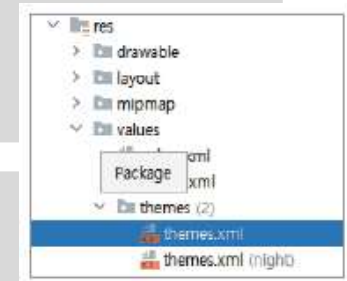 res
drawable
layout
mipmap
values
xml
Package
xml
themes (2)
themes.xml
themes.xml (night)